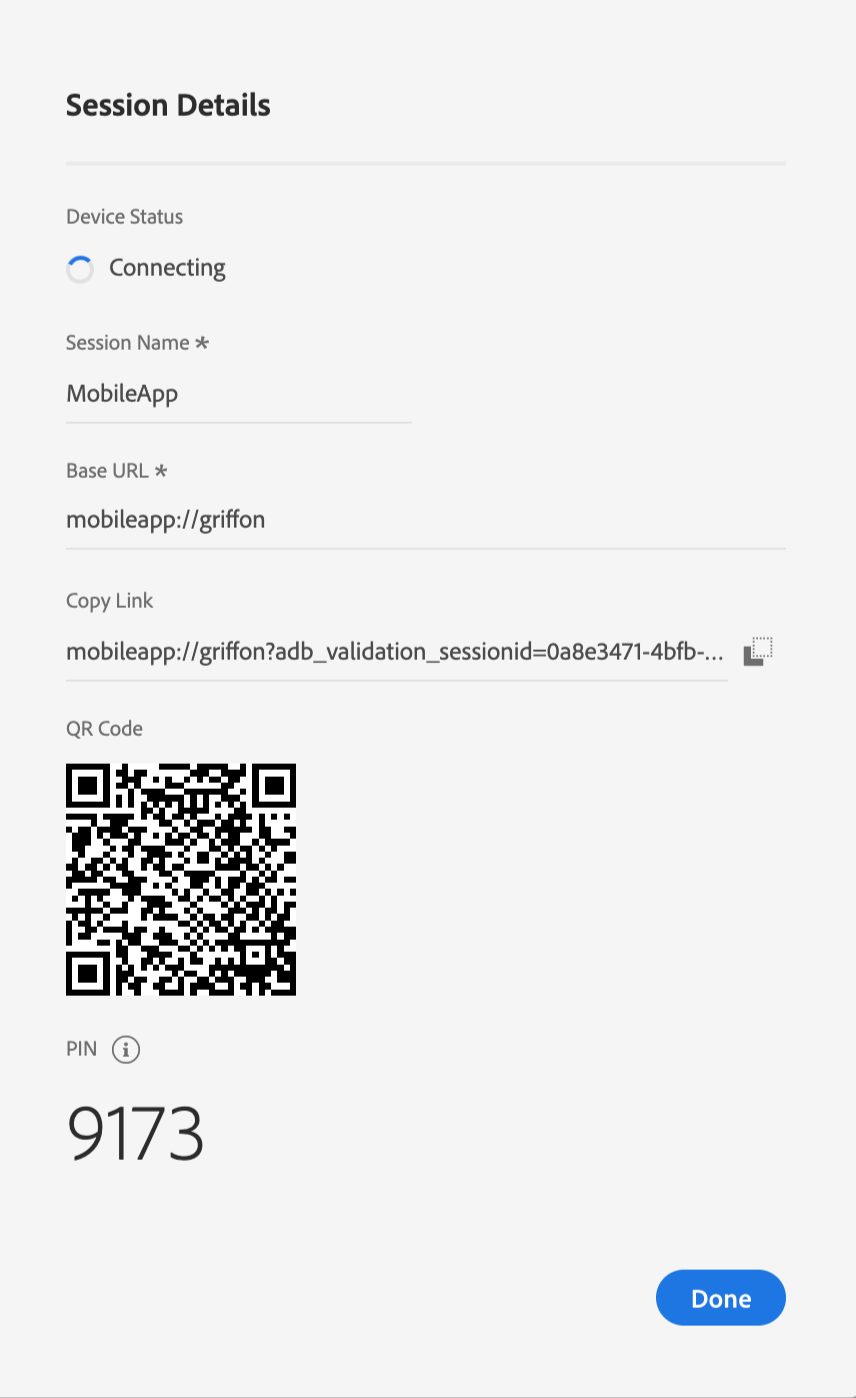 Session Details
Device Status
Connecting
Session Name *
MobileApp
Base URL *
mobileapp://griffon
Copy Link
mobileapp://griffon?adb_validation_sessionid=0a8e3471-4bfb-...
QR Code
PIN
9173
Done